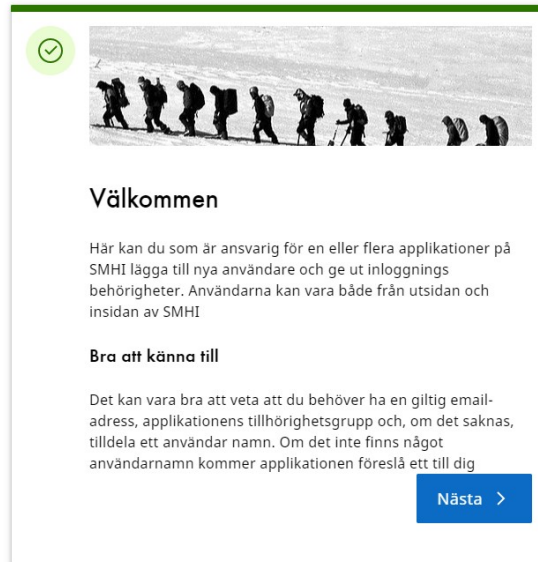 Välkommen
Här kan du som är ansvarig för en eller flera applikationer på
SMHI lägga till nya användare och ge ut inloggnings
behörigheter. Användarna kan vara både från utsidan och
insidan av SMHI
Bra att känna till
Det kan vara bra att veta att du behöver ha en giltig email-
adress, applikationens tillhörighetsgrupp och, om det saknas,
tilldela ett användar namn. Om det inte finns något
användarnamn kommer applikationen föreslå ett till dig
Nästa